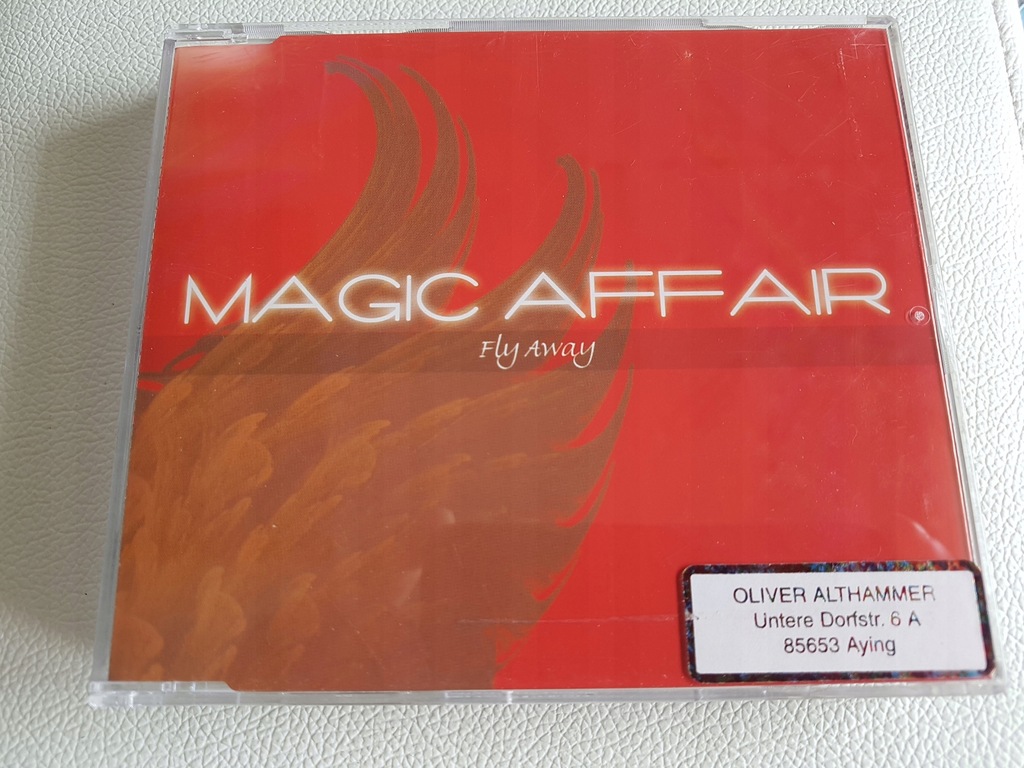 MAGIC AFFAIR
Fly Away
OLIVER ALTHAMMER
Untere Dorfstr. 6 A
85653 Aying